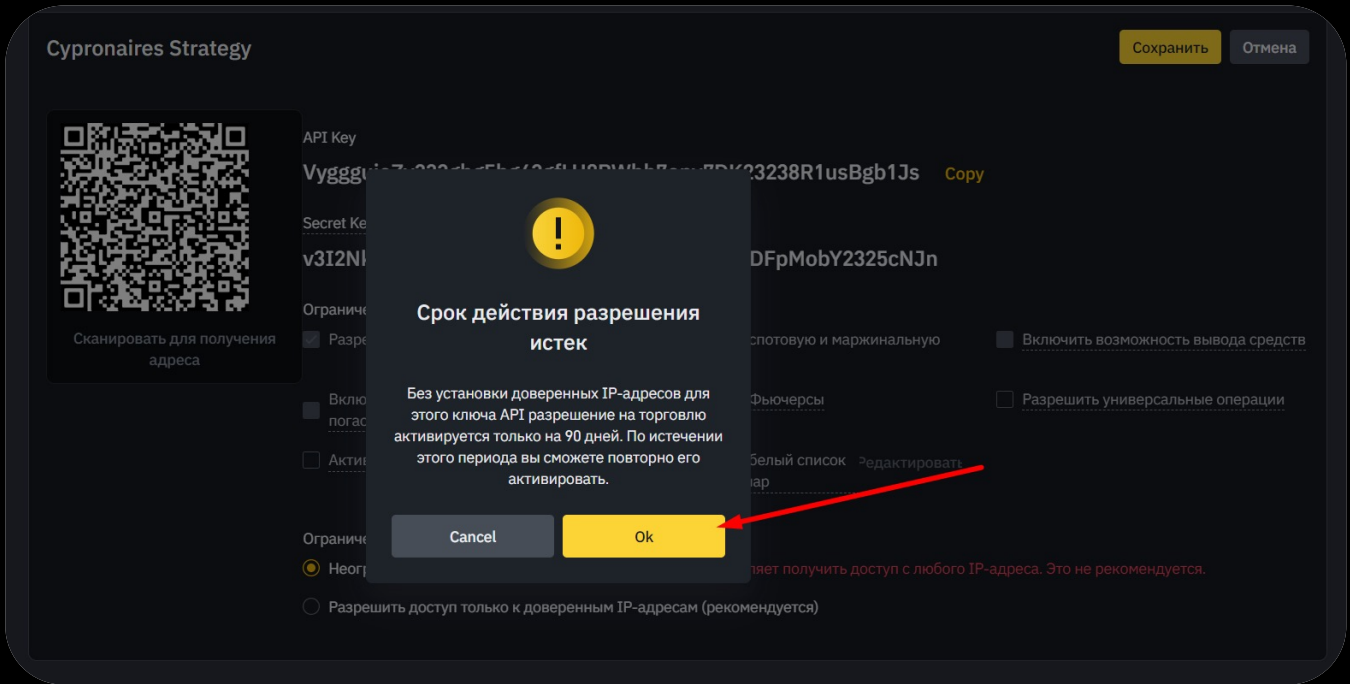 Cypronaires Strategy
Сохранить
Отмена
API Key
23238R1usBgb1Js
Copy
Secret
v3I2N
DFpMobY2325cNJn
Сканировать для получения
адреса
Срок действия разрешения
истек
Без установки доверенных IP-адресов для
этого ключа API разрешение на торговлю
активируется только на 90 дней. По истечении
этого периода вы сможете повторно его
активировать.
Cancel
Ok
спотовую и маржинальную
Включить возможность вывода средств
Фьючерсы
Разрешить универсальные операции
белый список
Редактировать
получить доступ с любого IP-адреса. Это не рекомендуется.
Разрешить доступ только к доверенным IP-адресам (рекомендуется)